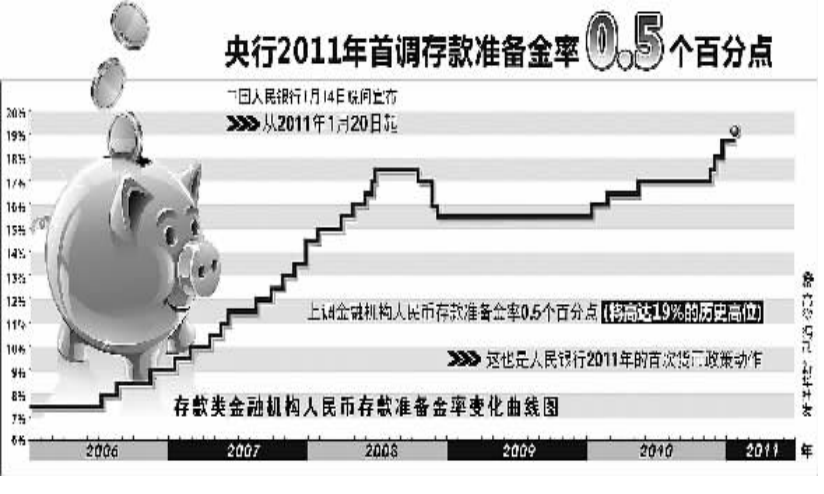 央行2011年首调存款准备金率0.5个百分点
中国人民银行1月14日晚间宣布
从2011年1月20日起
20%
19%
18%
17%
16%
15%
14%
13%
12%
11%
10%
9%
8%
7%
6%
上调金融机构人民币存款准备金率0.5个百分点(将高达19%的历史高位)
这也是人民银行2011年的首次货币政策动作
存款类金融机构人民币存款准备金率变化曲线图
2006 2007 2008 2009 2010 2011 年